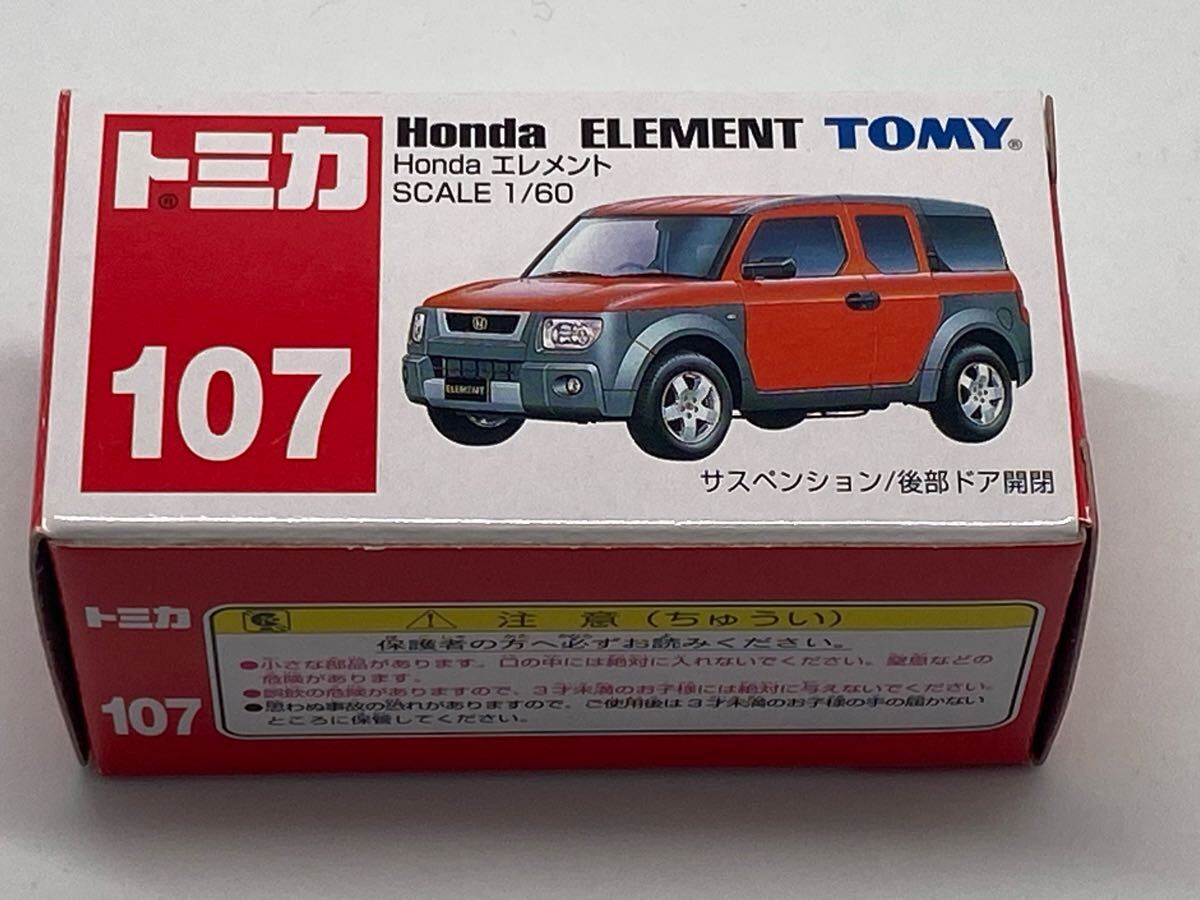 トミカ®
107
Honda ELEMENT TOMY®
Honda エレメント
SCALE 1/60
ELEMENT
サスペンション/後部ドア開閉
トミカ
107
⚠ 注意(ちゅうい)
保護者の方へ必ずお読みください。
●小さな部品があります。口の中には絶対に入れないでください。窒息などの
危険があります。
●誤飲の危険がありますので、3才未満のお子様には絶対に与えないでください。
●思わぬ事故の恐れがありますので、ご使用後は3才未満のお子様の手の届かない
ところに保管してください。